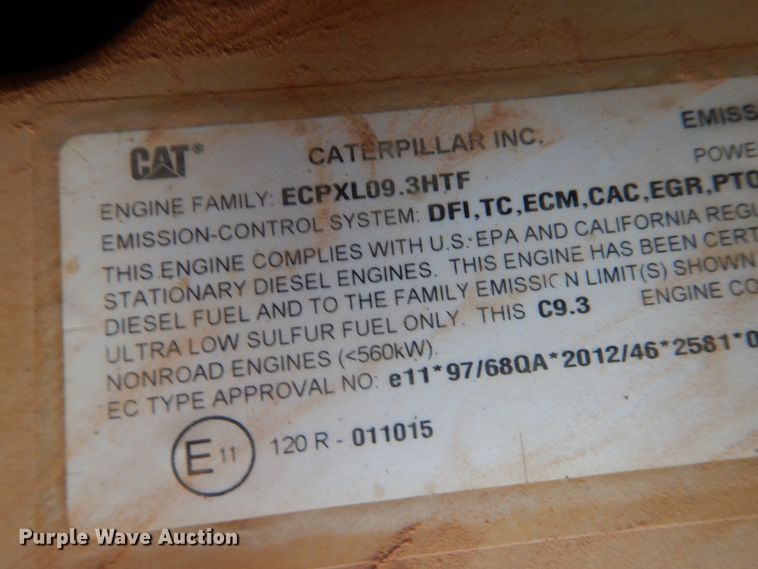 CAT® CATERPILLAR INC. EMISS
ENGINE FAMILY: ECPXL09.3HTF POWE
EMISSION-CONTROL SYSTEM: DFI,TC,ECM,CAC,EGR,PTO
THIS ENGINE COMPLIES WITH U.S. EPA AND CALIFORNIA REGU
STATIONARY DIESEL ENGINES. THIS ENGINE HAS BEEN CERT
DIESEL FUEL AND TO THE FAMILY EMISSION LIMIT(S) SHOWN
ULTRA LOW SULFUR FUEL ONLY. THIS C9.3 ENGINE CO
NONROAD ENGINES (<560kW).
EC TYPE APPROVAL NO: e11*97/68QA*2012/46*2581*0
E 11 120 R - 011015
Purple Wave Auction